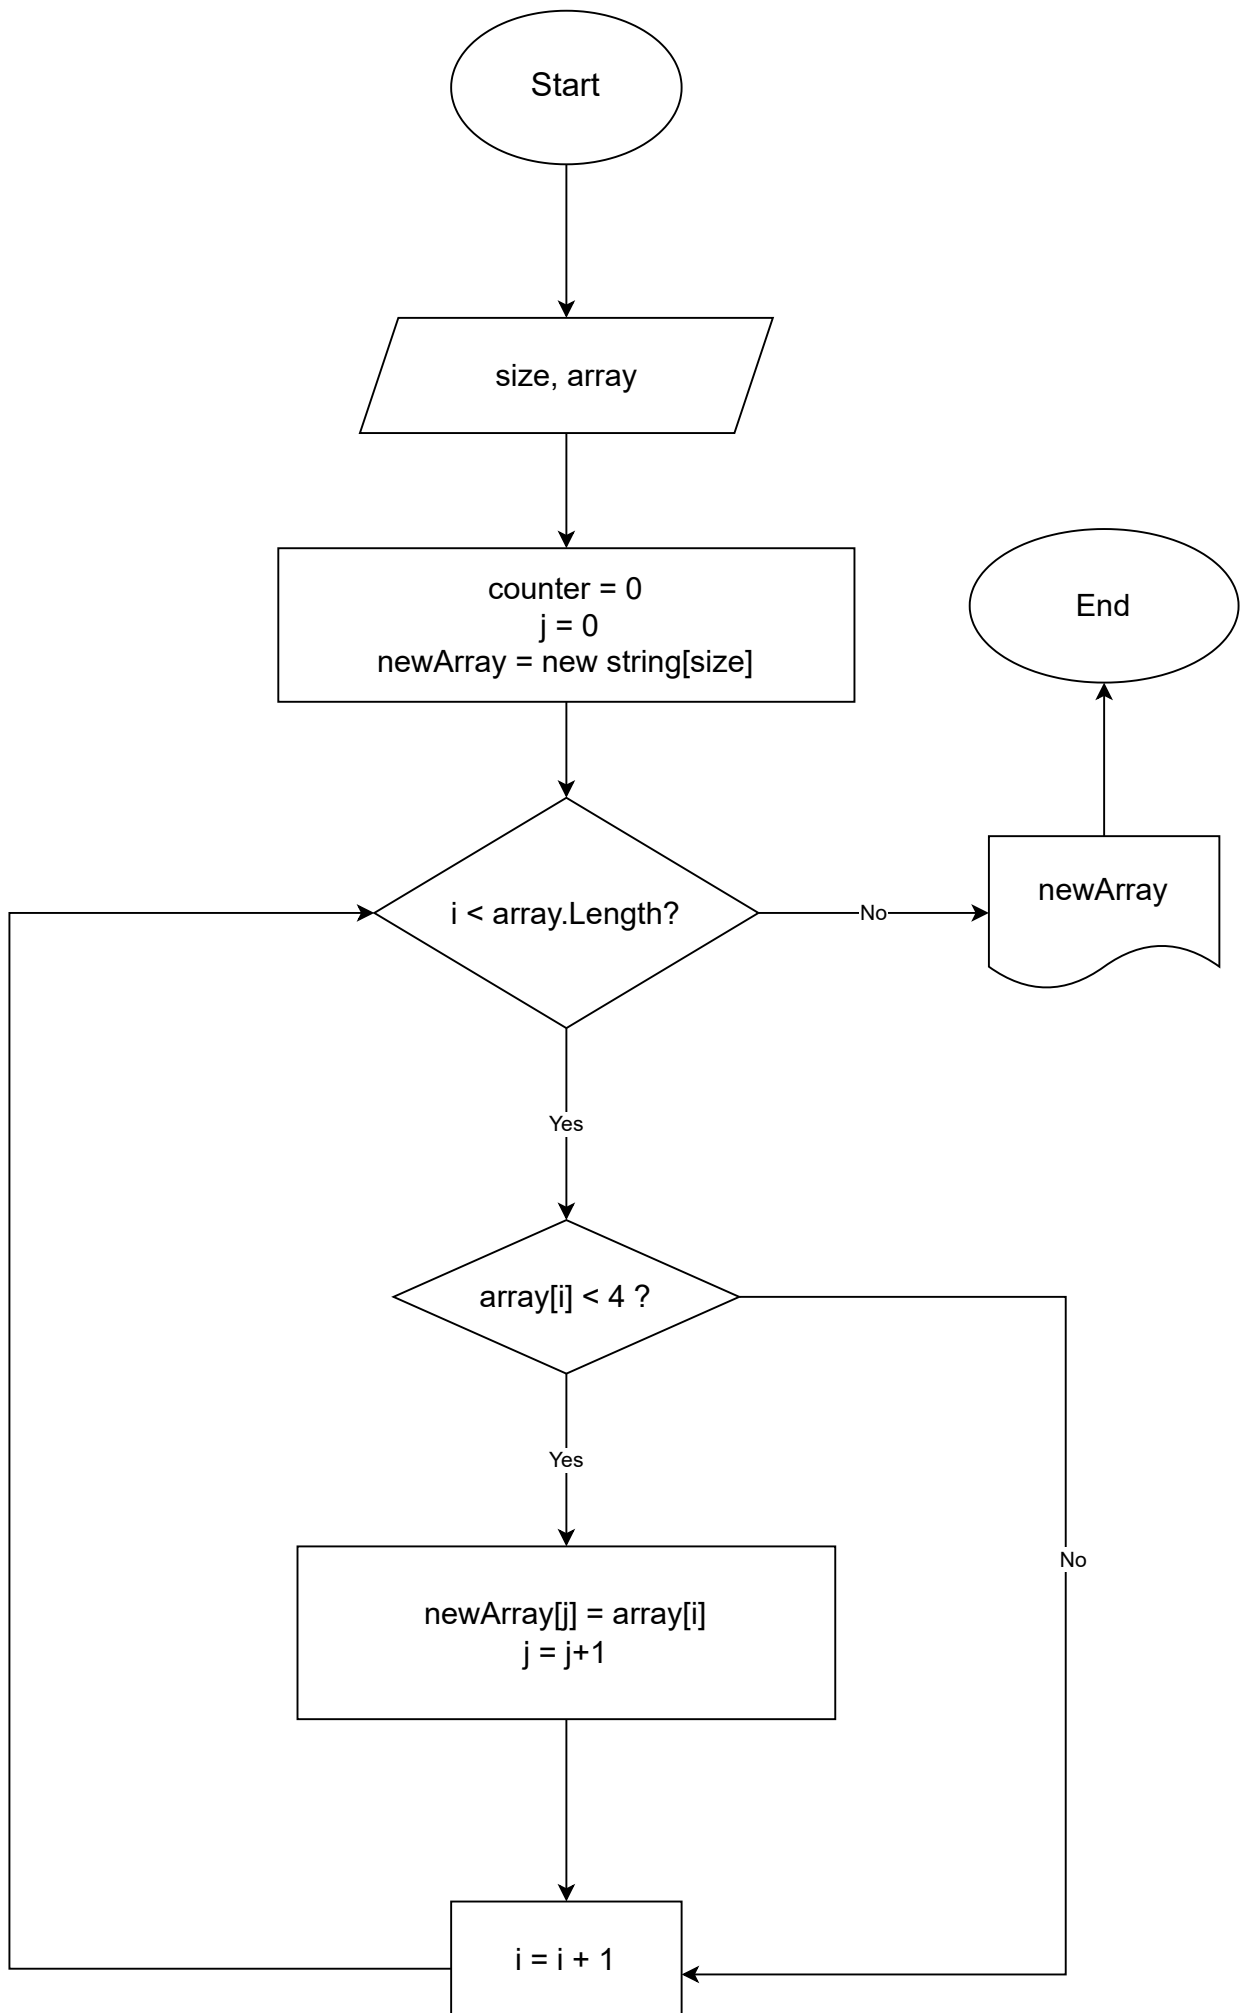 Start
size, array
counter = 0
j = 0
newArray = new string[size]
End
i < array.Length?
No
newArray
Yes
array[i] < 4 ?
Yes
No
newArray[j] = array[i]
j = j+1
i = i + 1